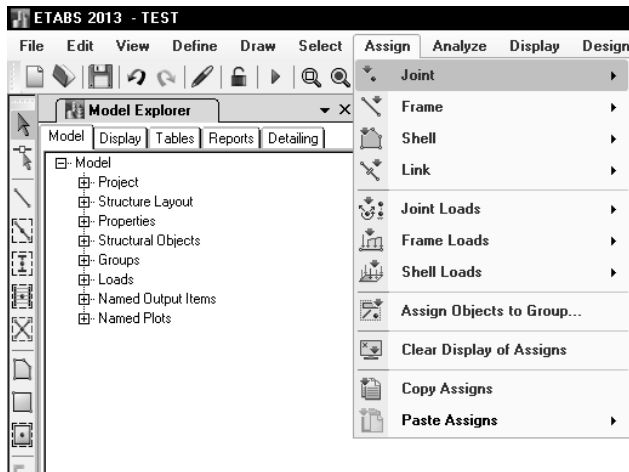 ETABS 2013 - TEST
File Edit View Define Draw Select Assign Analyze Display Design
Model Explorer
Model Display Tables Reports Detailing
Model
Project
Structure Layout
Properties
Structural Objects
Groups
Loads
Named Output Items
Named Plots
Joint
Frame
Shell
Link
Joint Loads
Frame Loads
Shell Loads
Assign Objects to Group...
Clear Display of Assigns
Copy Assigns
Paste Assigns